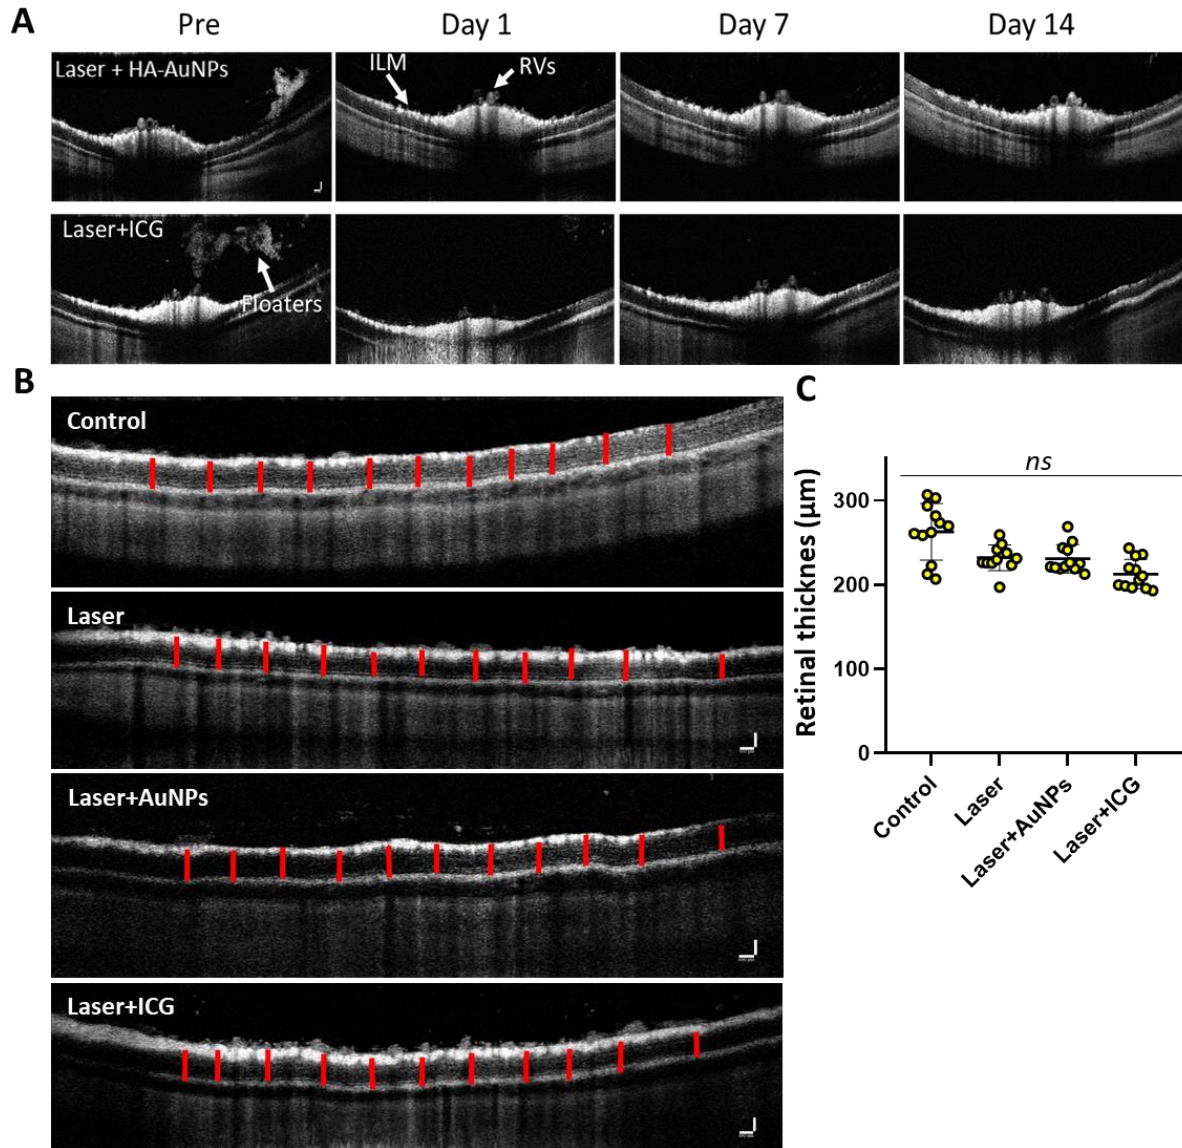 A
Pre
Day 1
Day 7
Day 14
Laser + HA-AuNPs
ILM
RVs
Laser+ICG
Floaters
B
Control
Laser
Laser+AuNPs
Laser+ICG
C
ns
Retinal thicknes (µm)
300
200
100
0
Control
Laser
Laser+AuNPs
Laser+ICG